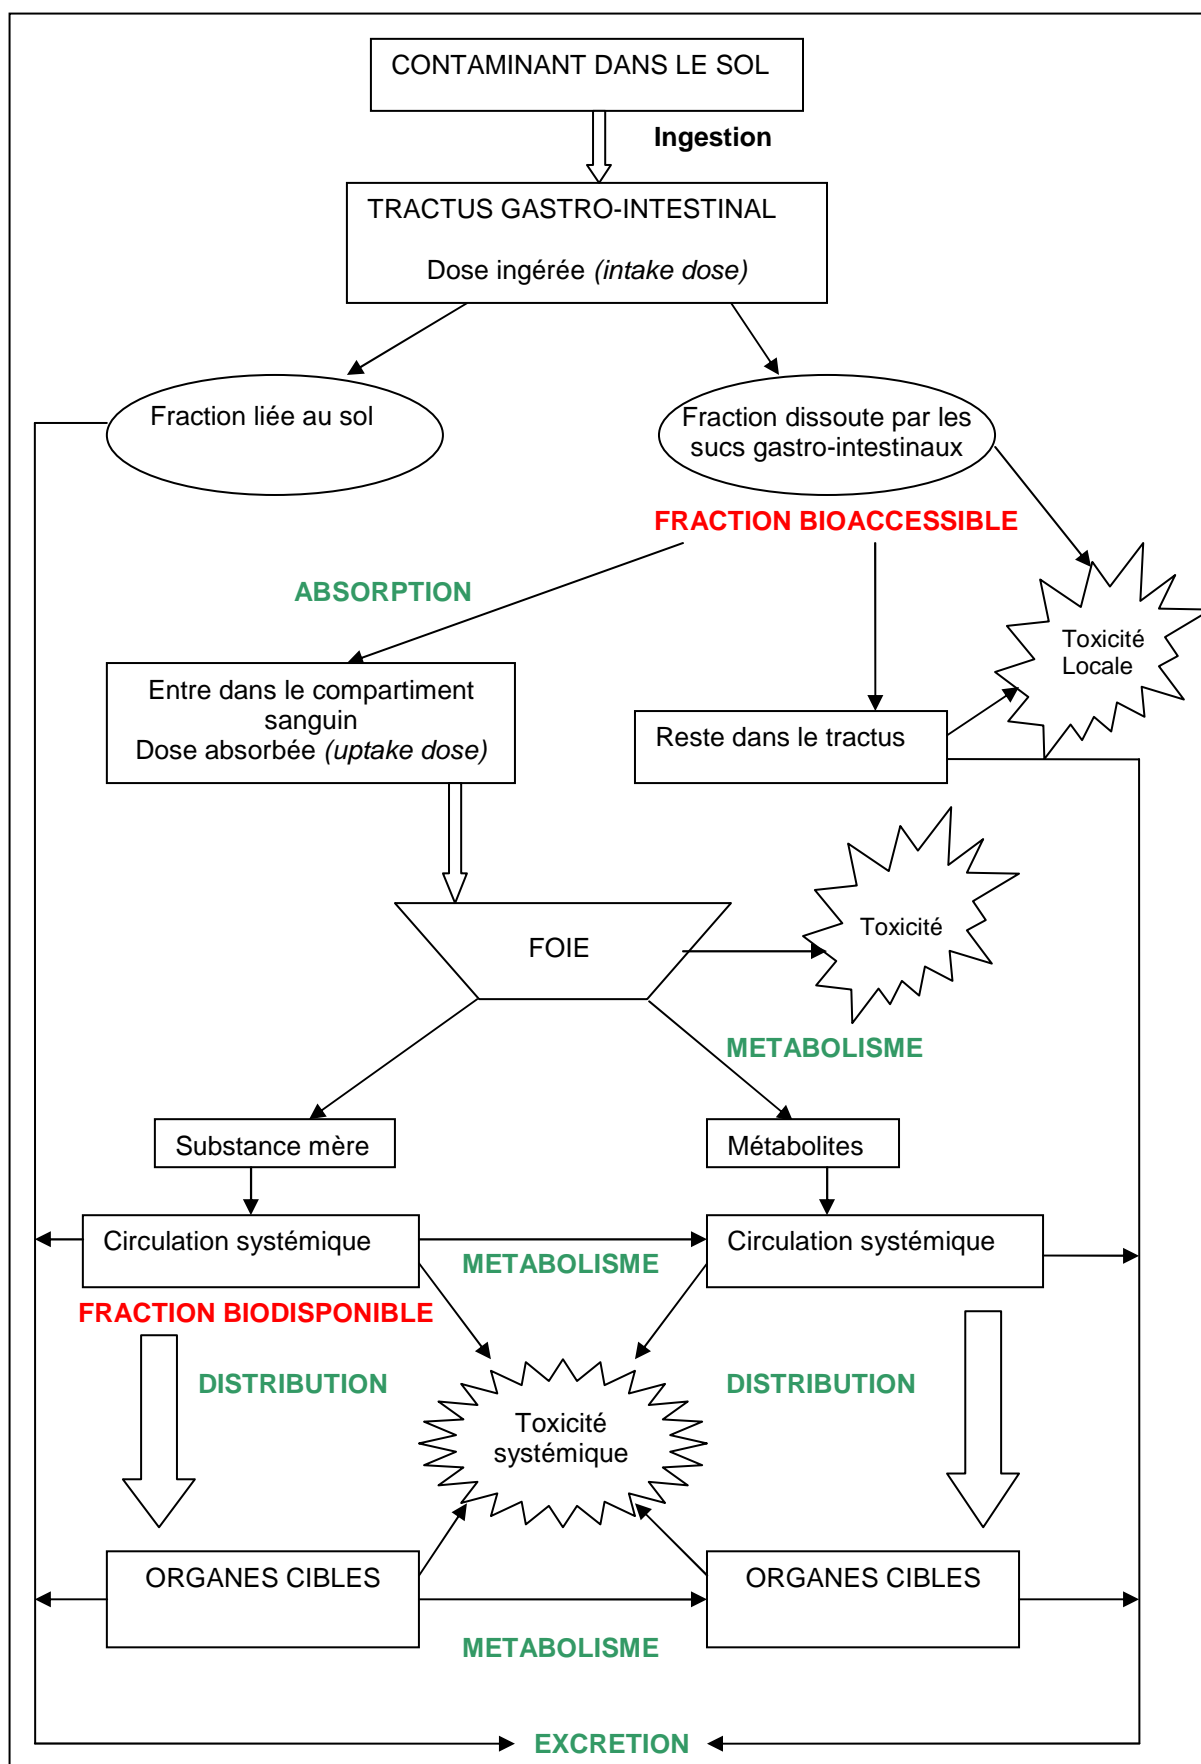 CONTAMINANT DANS LE SOL
Ingestion
TRACTUS GASTRO-INTESTINAL
Dose ingérée (intake dose)
Fraction liée au sol
Fraction dissoute par les
sucs gastro-intestinaux
FRACTION BIOACCESSIBLE
ABSORPTION
Toxicité
Locale
Entre dans le compartiment
sanguin
Dose absorbée (uptake dose)
Reste dans le tractus
FOIE
Toxicité
METABOLISME
Substance mère
Métabolites
Circulation systémique
METABOLISME
Circulation systémique
FRACTION BIODISPONIBLE
DISTRIBUTION
DISTRIBUTION
Toxicité
systémique
ORGANES CIBLES
ORGANES CIBLES
METABOLISME
EXCRETION